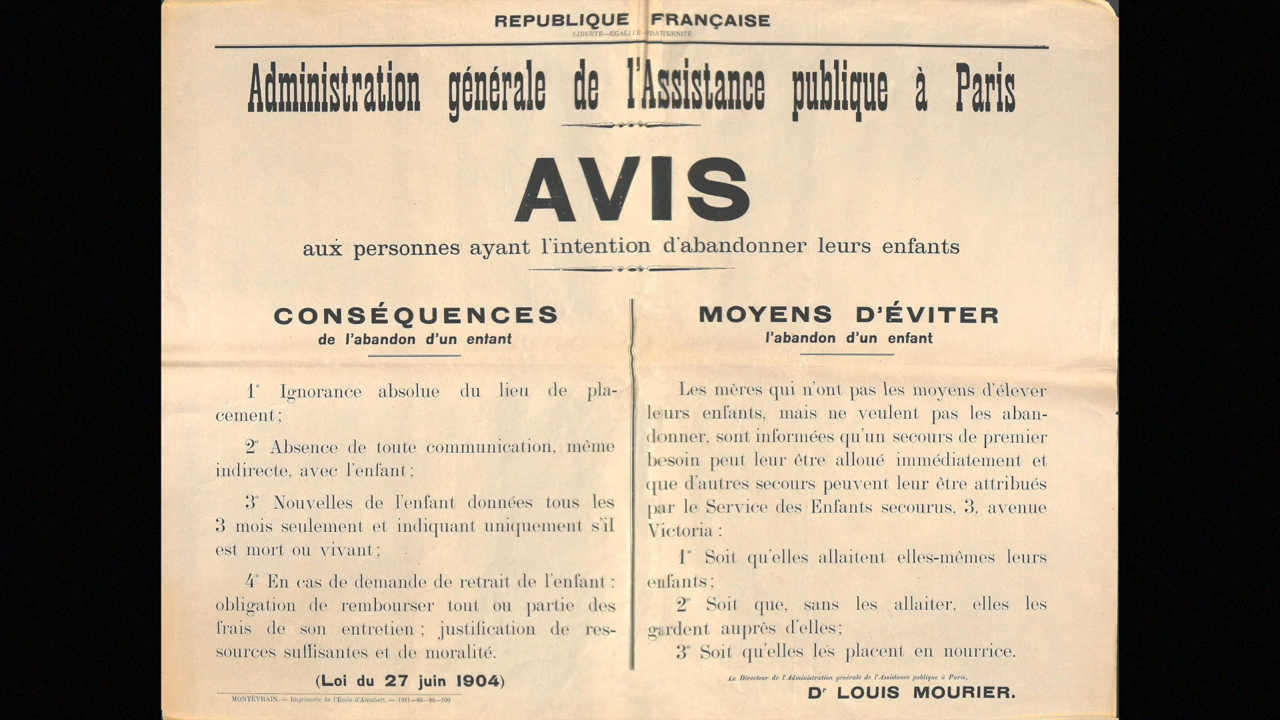 REPUBLIQUE FRANÇAISE
LIBERTÉ—EGALITÉ—FRATERNITÉ
Administration générale de l'Assistance publique à Paris
AVIS
aux personnes ayant l'intention d'abandonner leurs enfants
CONSÉQUENCES
de l'abandon d'un enfant
1° Ignorance absolue du lieu de pla-
cement;
2° Absence de toute communication, même
indirecte, avec l'enfant;
3° Nouvelles de l'enfant données tous les
3 mois seulement et indiquant uniquement s'il
est mort ou vivant;
4° En cas de demande de retrait de l'enfant :
obligation de rembourser tout ou partie des
frais de son entretien ; justification de res-
sources suffisantes et de moralité.
(Loi du 27 juin 1904)
MONTEVRAIN. — Imprimerie de l'Ecole d'Alembert. —
MOYENS D'ÉVITER
l'abandon d'un enfant
Les mères qui n'ont pas les moyens d'élever
leurs enfants, mais ne veulent pas les aban-
donner, sont informées qu'un secours de premier
besoin peut leur être alloué immédiatement et
que d'autres secours peuvent leur être attribués
par le Service des Enfants secourus, 3, avenue
Victoria :
1° Soit qu'elles allaitent elles-mêmes leurs
enfants;
2° Soit que, sans les allaiter, elles les
gardent auprès d'elles;
3° Soit qu'elles les placent en nourrice.
Le Directeur de l'Administration générale de l'Assistance publique à Paris,
Dr LOUIS MOURIER.